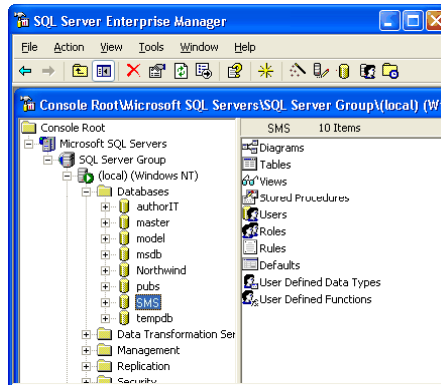 SQL Server Enterprise Manager
File Action View Tools Window Help
Console Root\Microsoft SQL Servers\SQL Server Group\(local) (Wi
Console Root
Microsoft SQL Servers
SQL Server Group
(local) (Windows NT)
Databases
authorIT
master
model
msdb
Northwind
pubs
SMS
tempdb
Data Transformation Ser
Management
Replication
Security
SMS 10 Items
Diagrams
Tables
Views
Stored Procedures
Users
Roles
Rules
Defaults
User Defined Data Types
User Defined Functions